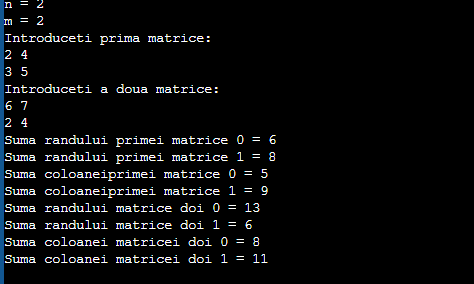 n = 2
m = 2
Introduceti prima matrice:
2 4
3 5
Introduceti a doua matrice:
6 7
2 4
Suma randului primei matrice 0 = 6
Suma randului primei matrice 1 = 8
Suma coloaneiprimei matrice 0 = 5
Suma coloaneiprimei matrice 1 = 9
Suma randului matrice doi 0 = 13
Suma randului matrice doi 1 = 6
Suma coloanei matricei doi 0 = 8
Suma coloanei matricei doi 1 = 11